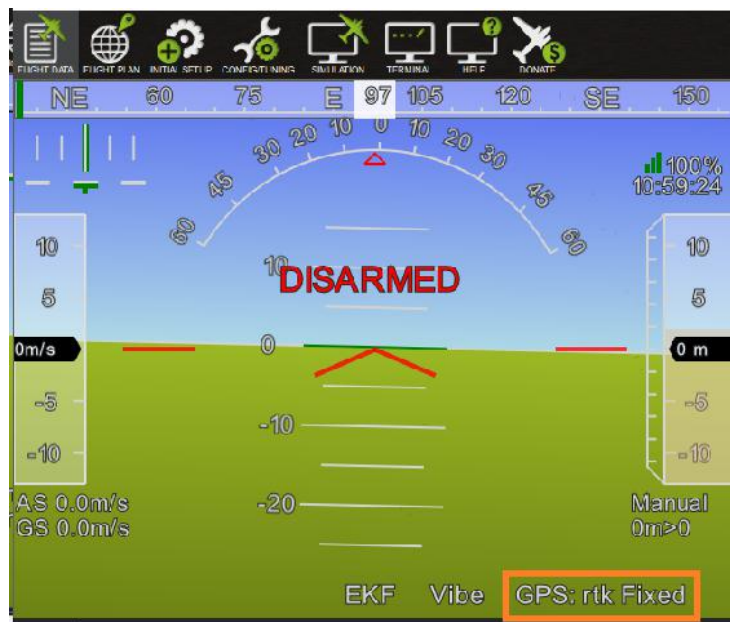 FLIGHT DATA FLIGHT PLAN INITIAL SETUP CONFIG/TUNING SIMULATION TERMINAL HELP DONATE
NE 60 75 E 97 105 120 SE 150
60 45 30 20 10 0 10 20 30 45 60
100%
10:59:24
10 10 10
DISARMED
5 5
0m/s 0 0 m
-5 -5
-10 -10 -10
AS 0.0m/s -20 Manual
GS 0.0m/s 0m>0
EKF Vibe GPS: rtk Fixed